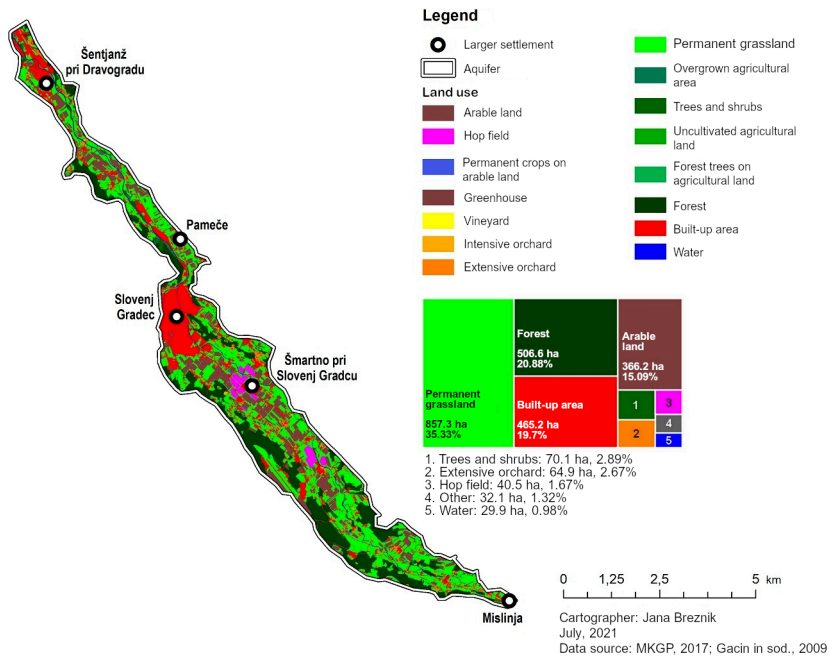 Šentjanž
pri Dravogradu
Pameče
Slovenj
Gradec
Šmartno pri
Slovenj Gradcu
Mislinja
Legend
Larger settlement
Aquifer
Land use
Arable land
Hop field
Permanent crops on
arable land
Greenhouse
Vineyard
Intensive orchard
Extensive orchard
Permanent grassland
Overgrown agricultural
area
Trees and shrubs
Uncultivated agricultural
land
Forest trees on
agricultural land
Forest
Built-up area
Water
Permanent
grassland
857.3 ha
35.33%
Forest
506.6 ha
20.88%
Built-up area
465.2 ha
19.7%
Arable
land
366.2 ha
15.09%
1
2
3
4
5
1. Trees and shrubs: 70.1 ha, 2.89%
2. Extensive orchard: 64.9 ha, 2.67%
3. Hop field: 40.5 ha, 1.67%
4. Other: 32.1 ha, 1.32%
5. Water: 29.9 ha, 0.98%
0 1,25 2,5 5 km
Cartographer: Jana Breznik
July, 2021
Data source: MKGP, 2017; Gacin in sod., 2009